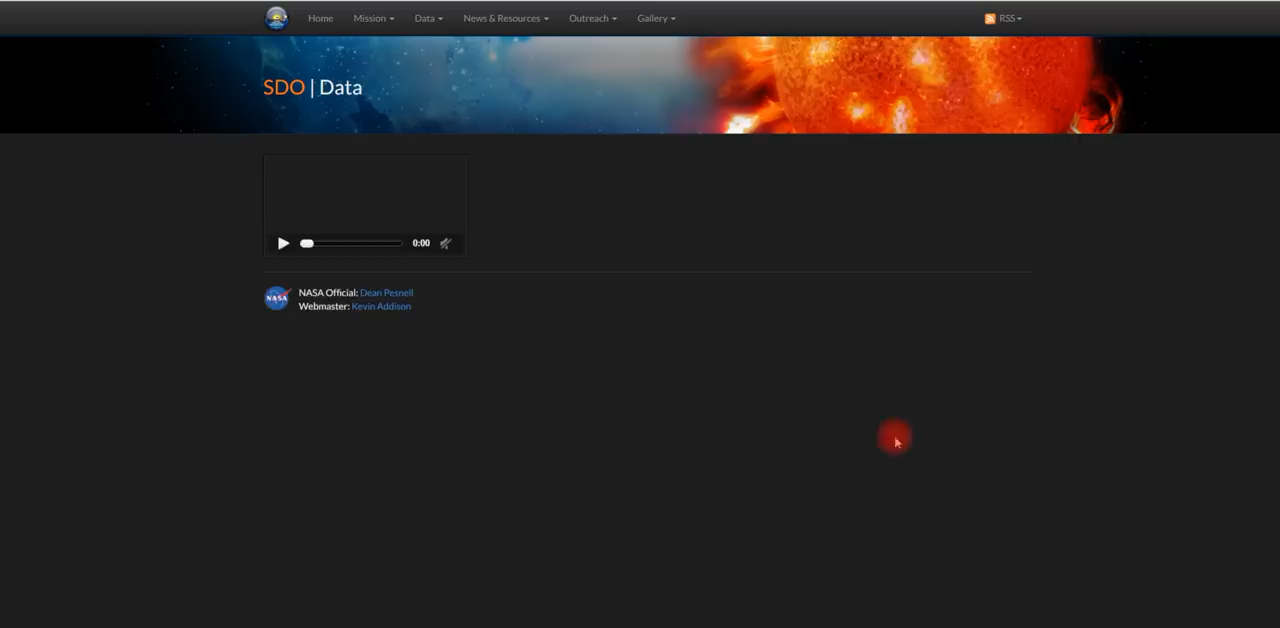 Home Mission Data News & Resources Outreach Gallery RSS
SDO | Data
0:00
NASA
NASA Official: Dean Pesnell
Webmaster: Kevin Addison